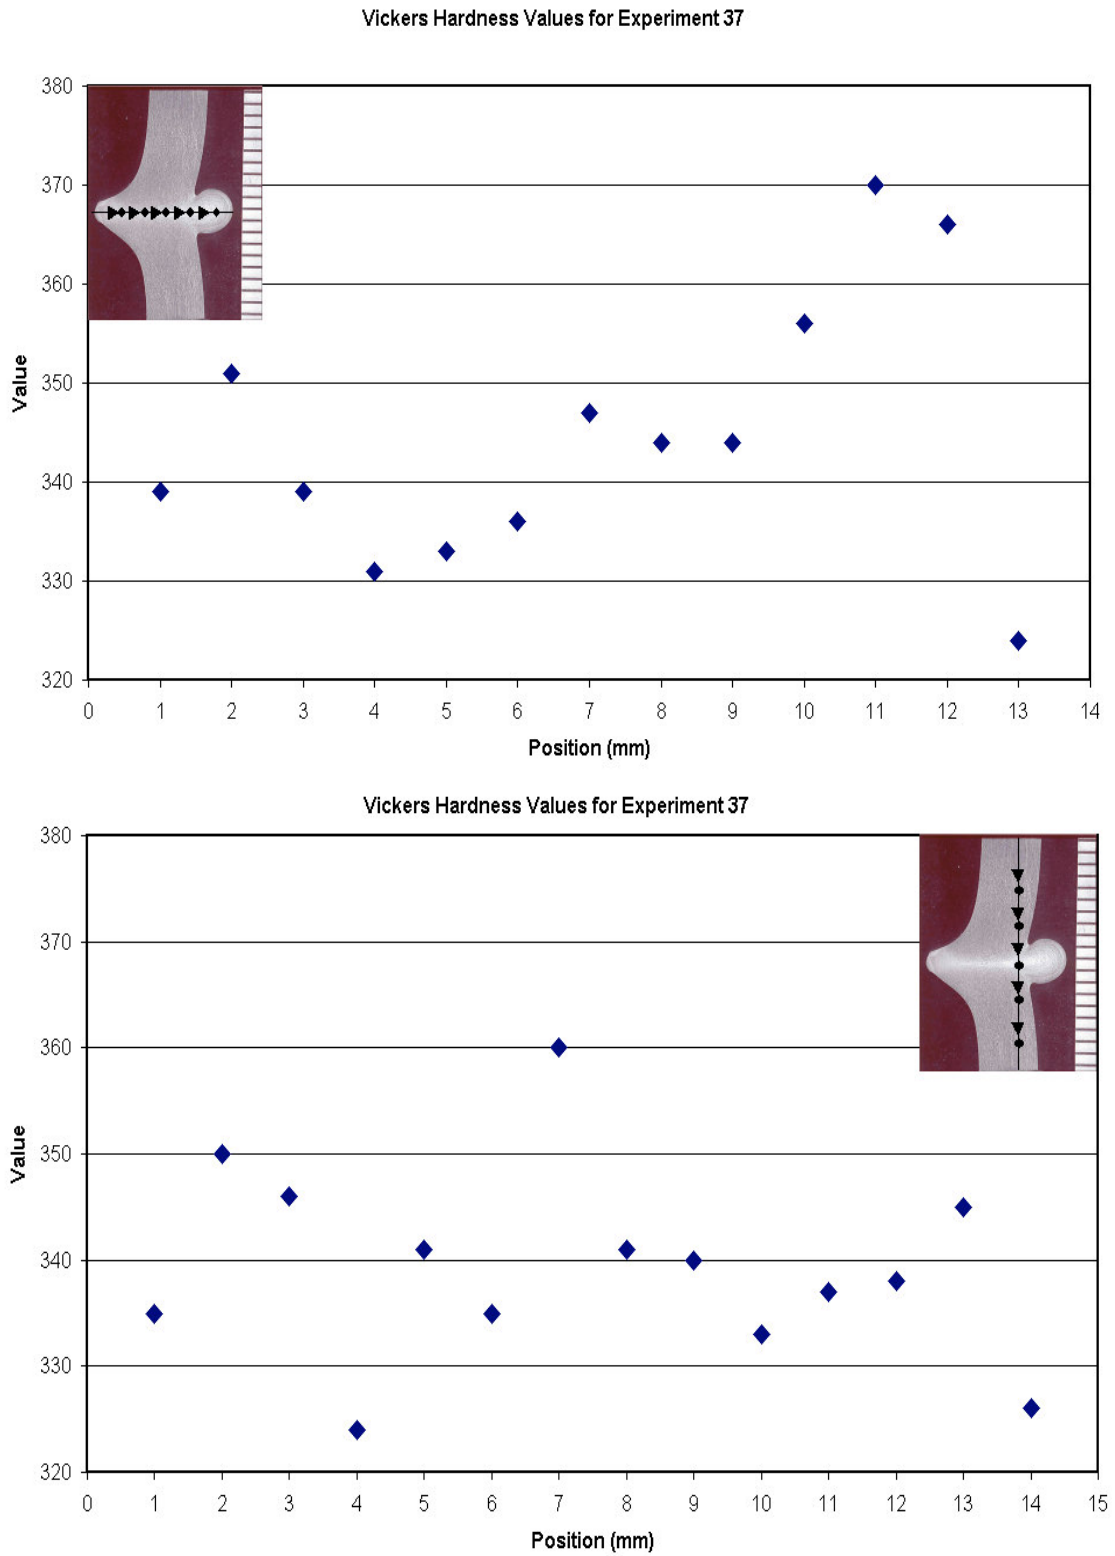 Vickers Hardness Values for Experiment 37
380
370
360
350
340
330
320
Value
0 1 2 3 4 5 6 7 8 9 10 11 12 13 14
Position (mm)
Vickers Hardness Values for Experiment 37
380
370
360
350
340
330
320
Value
0 1 2 3 4 5 6 7 8 9 10 11 12 13 14 15
Position (mm)